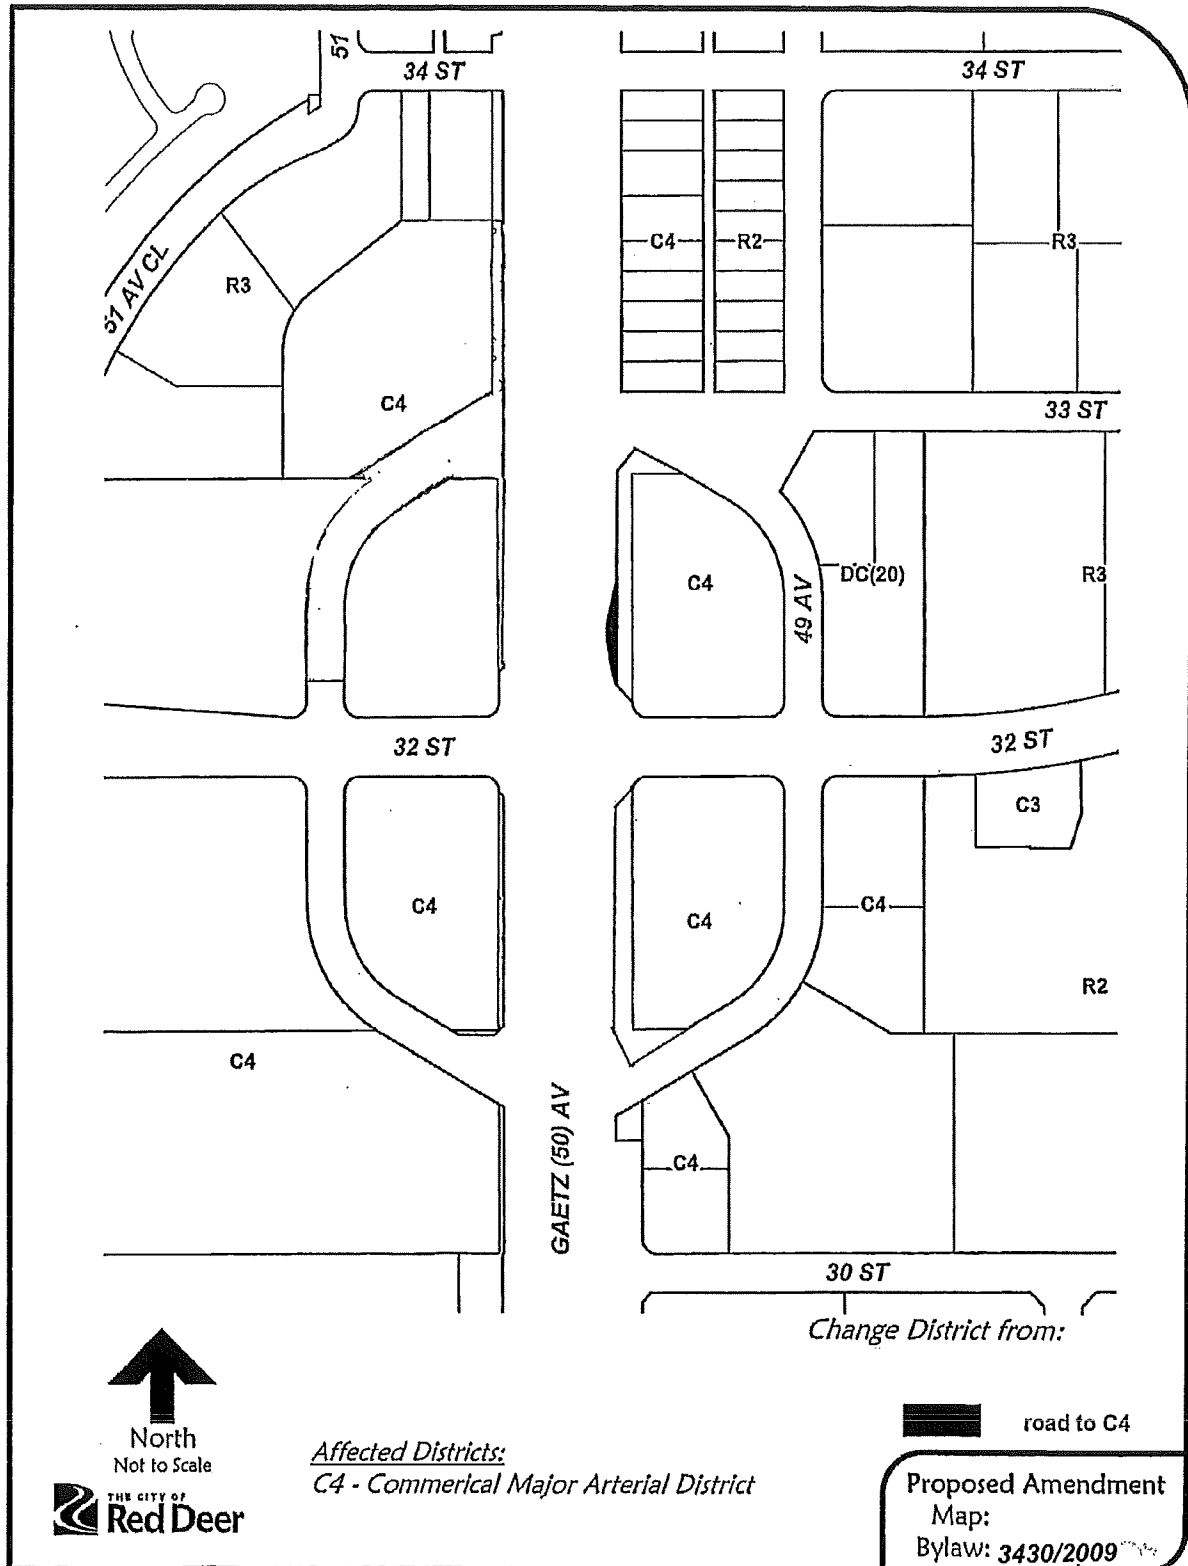 51
34 ST
34 ST
C4
R2
R3
51 AV CL
R3
C4
33 ST
C4
49 AV
DC(20)
R3
32 ST
32 ST
C3
C4
C4
C4
R2
C4
GAETZ (50) AV
C4
30 ST
Change District from:
North
Not to Scale
road to C4
Affected Districts:
C4 - Commerical Major Arterial District
THE CITY OF
Red Deer
Proposed Amendment
Map:
Bylaw: 3430/2009